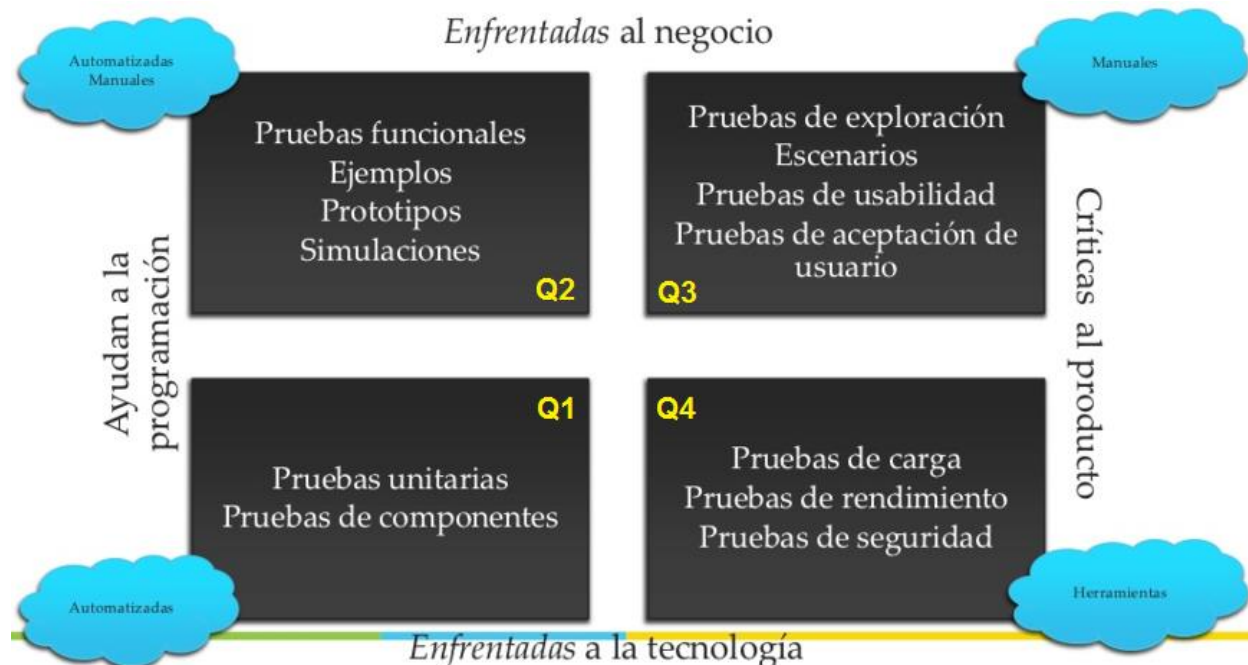 Enfrentadas al negocio
Automatizadas
Manuales
Manuales
Pruebas funcionales
Ejemplos
Prototipos
Simulaciones
Q2
Pruebas de exploración
Escenarios
Pruebas de usabilidad
Pruebas de aceptación de
usuario
Q3
Ayudan a la
programación
Críticas al producto
Q1
Pruebas unitarias
Pruebas de componentes
Q4
Pruebas de carga
Pruebas de rendimiento
Pruebas de seguridad
Automatizadas
Herramientas
Enfrentadas a la tecnología